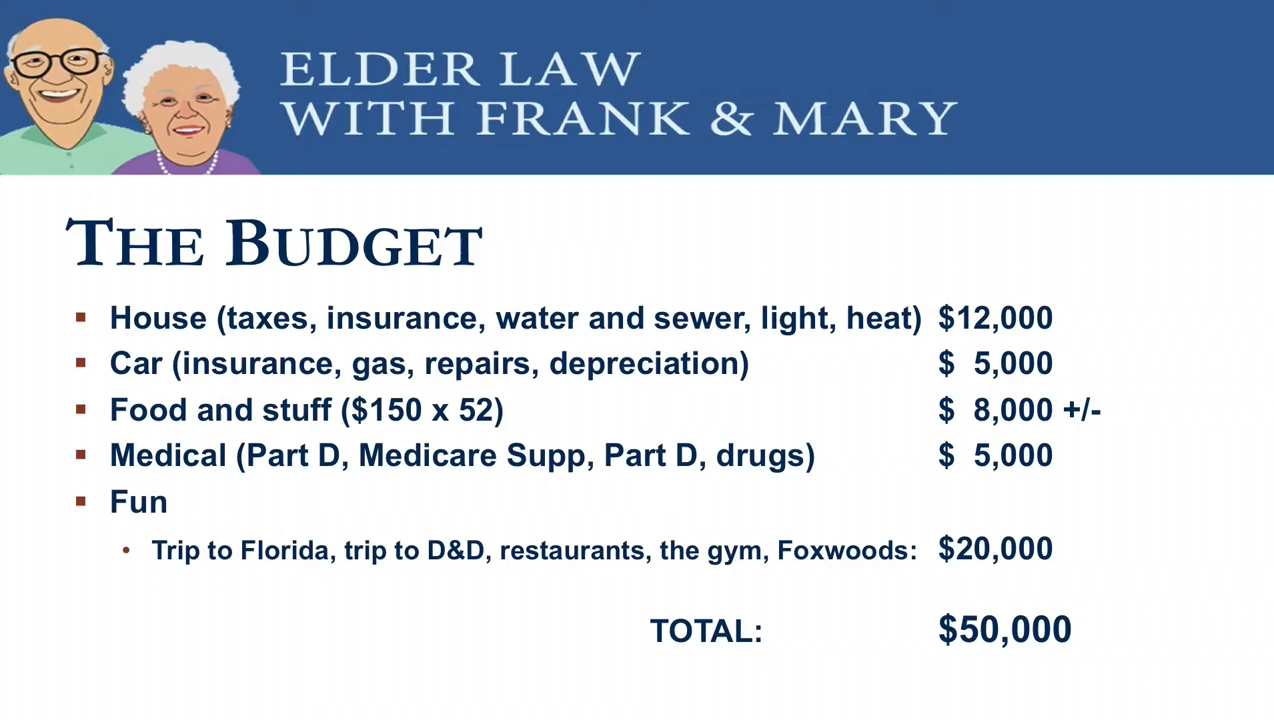 ELDER LAW
WITH FRANK & MARY
THE BUDGET
▪ House (taxes, insurance, water and sewer, light, heat) $12,000
▪ Car (insurance, gas, repairs, depreciation) $ 5,000
▪ Food and stuff ($150 x 52) $ 8,000 +/-
▪ Medical (Part D, Medicare Supp, Part D, drugs) $ 5,000
▪ Fun
• Trip to Florida, trip to D&D, restaurants, the gym, Foxwoods: $20,000
TOTAL: $50,000